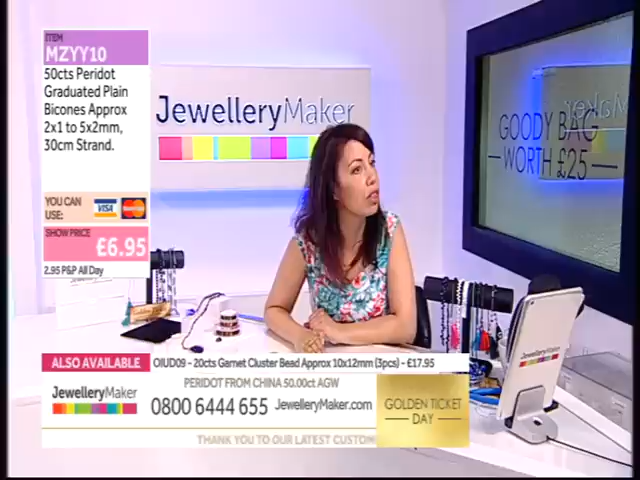 ITEM
MZYY10
50cts Peridot
Graduated Plain
Bicones Approx
2x1 to 5x2mm,
30cm Strand.
YOU CAN
USE:
VISA
MasterCard
SHOW PRICE
£6.95
2.95 P&P All Day
JewelleryMaker
GOODY BAG
WORTH £25
JewelleryMaker
ALSO AVAILABLE
OIUD09 - 20cts Garnet Cluster Bead Approx 10x12mm (3pcs) - £17.95
JewelleryMaker
PERIDOT FROM CHINA 50.00ct AGW
0800 6444 655 JewelleryMaker.com
GOLDEN TICKET
DAY
THANK YOU TO OUR LATEST CUSTOM